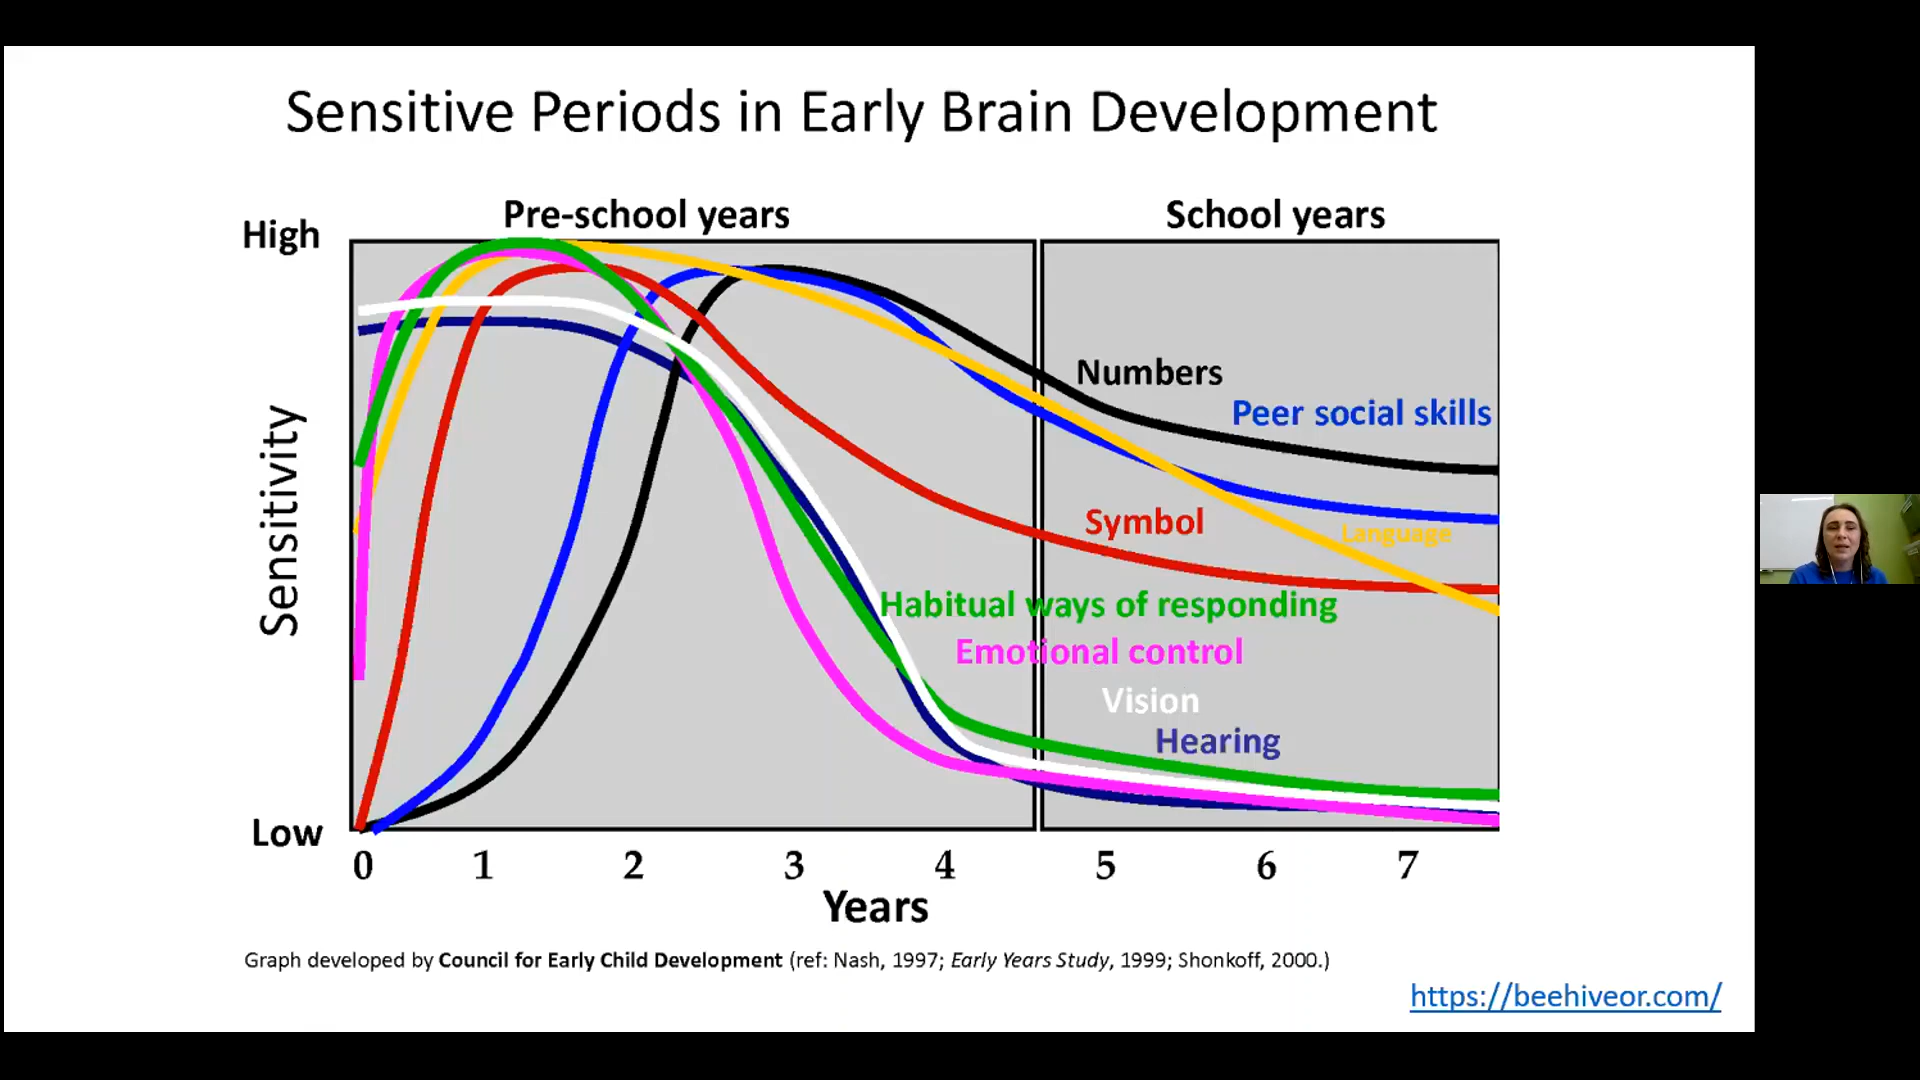 Sensitive Periods in Early Brain Development
Pre-school years
School years
High
Sensitivity
Numbers
Peer social skills
Symbol
Language
Habitual ways of responding
Emotional control
Vision
Hearing
Low
0 1 2 3 4 5 6 7
Years
Graph developed by Council for Early Child Development (ref: Nash, 1997; Early Years Study, 1999; Shonkoff, 2000.)
https://beehiveor.com/